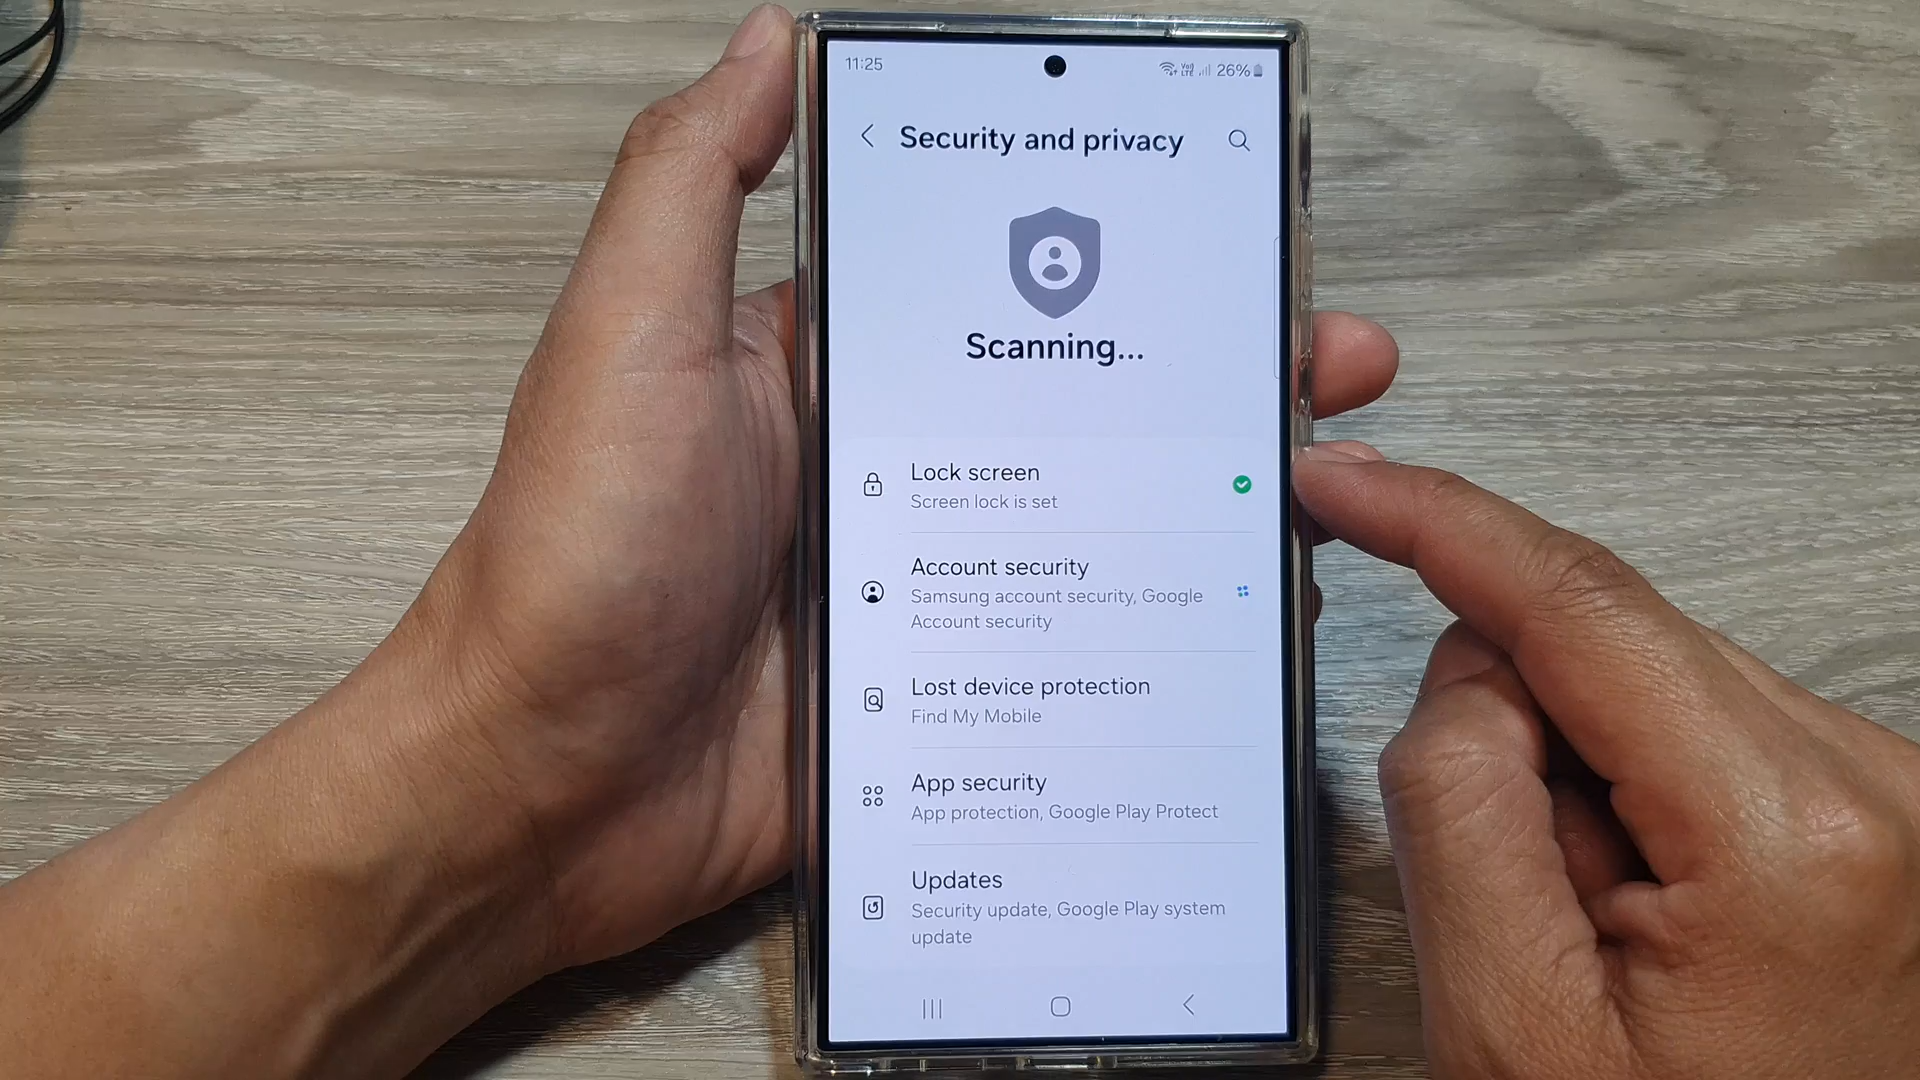 11:25
Vo)) LTE 26%
Security and privacy
Scanning...
Lock screen
Screen lock is set
Account security
Samsung account security, Google
Account security
Lost device protection
Find My Mobile
App security
App protection, Google Play Protect
Updates
Security update, Google Play system
update